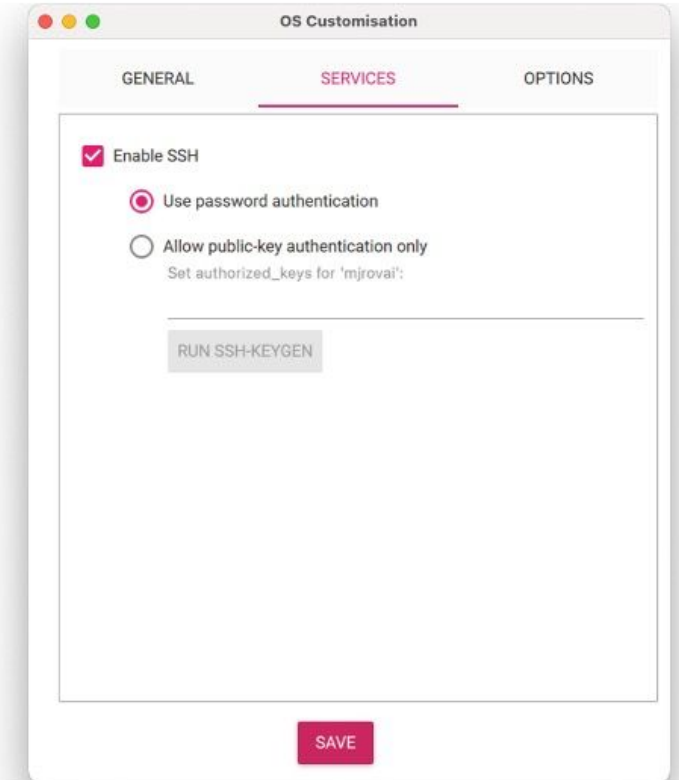 OS Customisation
GENERAL SERVICES OPTIONS
Enable SSH
Use password authentication
Allow public-key authentication only
Set authorized_keys for 'mjrovai':
RUN SSH-KEYGEN
SAVE